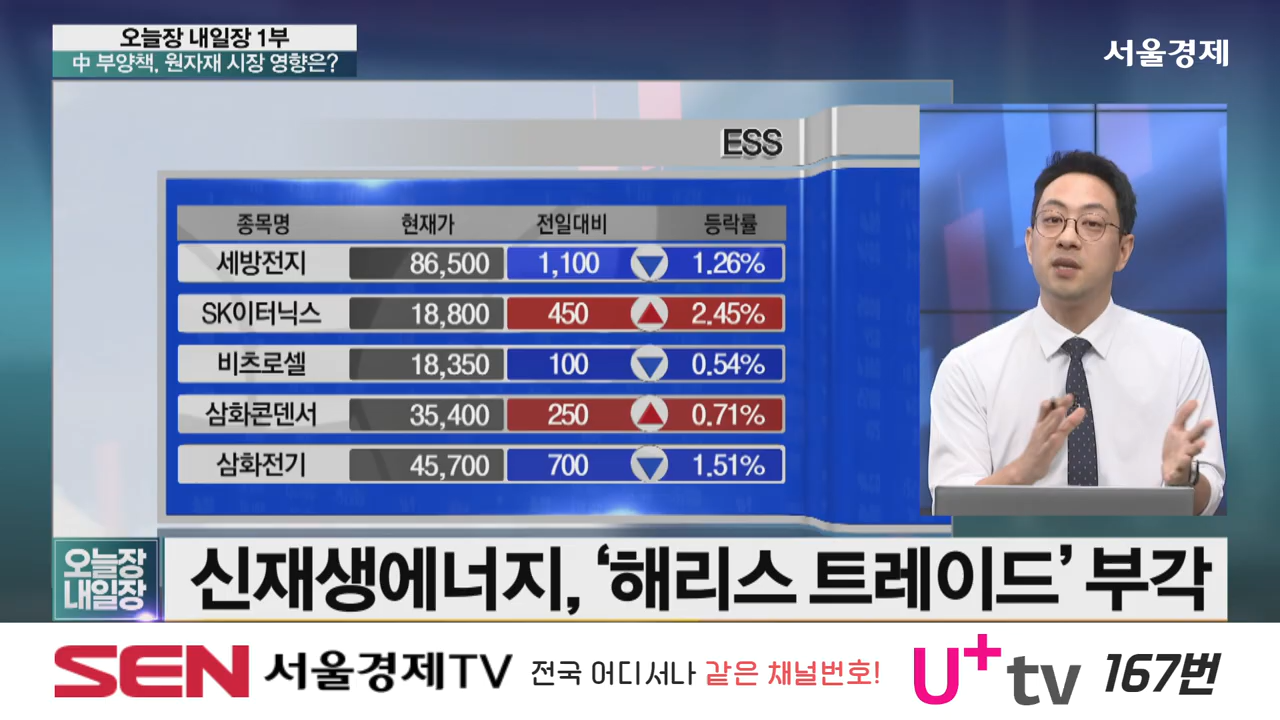 오늘장 내일장 1부
中 부양책, 원자재 시장 영향은?
서울경제
ESS
종목명 현재가 전일대비 등락률
세방전지 86,500 1,100 ▼ 1.26%
SK이터닉스 18,800 450 ▲ 2.45%
비츠로셀 18,350 100 ▼ 0.54%
삼화콘덴서 35,400 250 ▲ 0.71%
삼화전기 45,700 700 ▼ 1.51%
오늘장
내일장
신재생에너지, ‘해리스 트레이드’ 부각
SEN 서울경제TV 전국 어디서나 같은 채널번호! U+tv 167번